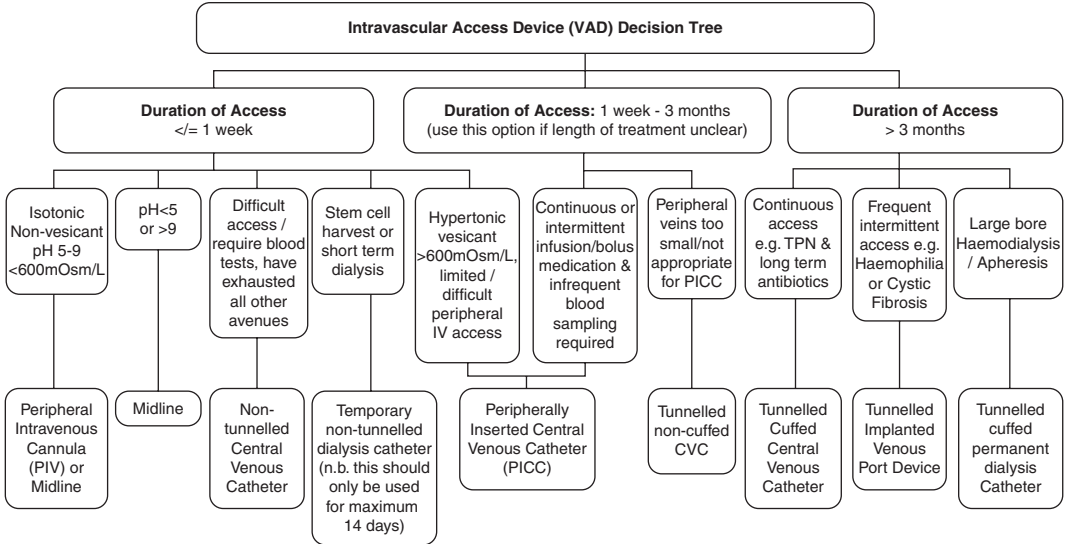 Intravascular Access Device (VAD) Decision Tree
Duration of Access
</= 1 week
Duration of Access: 1 week - 3 months
(use this option if length of treatment unclear)
Duration of Access
> 3 months
Isotonic
Non-vesicant
pH 5-9
<600mOsm/L
pH<5
or >9
Difficult
access /
require blood
tests, have
exhausted
all other
avenues
Stem cell
harvest or
short term
dialysis
Hypertonic
vesicant
>600mOsm/L,
limited /
difficult
peripheral
IV access
Continuous or
intermittent
infusion/bolus
medication &
infrequent
blood
sampling
required
Peripheral
veins too
small/not
appropriate
for PICC
Continuous
access
e.g. TPN &
long term
antibiotics
Frequent
intermittent
access e.g.
Haemophilia
or Cystic
Fibrosis
Large bore
Haemodialysis
/ Apheresis
Peripheral
Intravenous
Cannula
(PIV) or
Midline
Midline
Non-
tunnelled
Central
Venous
Catheter
Temporary
non-tunnelled
dialysis catheter
(n.b. this should
only be used
for maximum
14 days)
Peripherally
Inserted Central
Venous Catheter
(PICC)
Tunnelled
non-cuffed
CVC
Tunnelled
Cuffed
Central
Venous
Catheter
Tunnelled
Implanted
Venous
Port Device
Tunnelled
cuffed
permanent
dialysis
Catheter